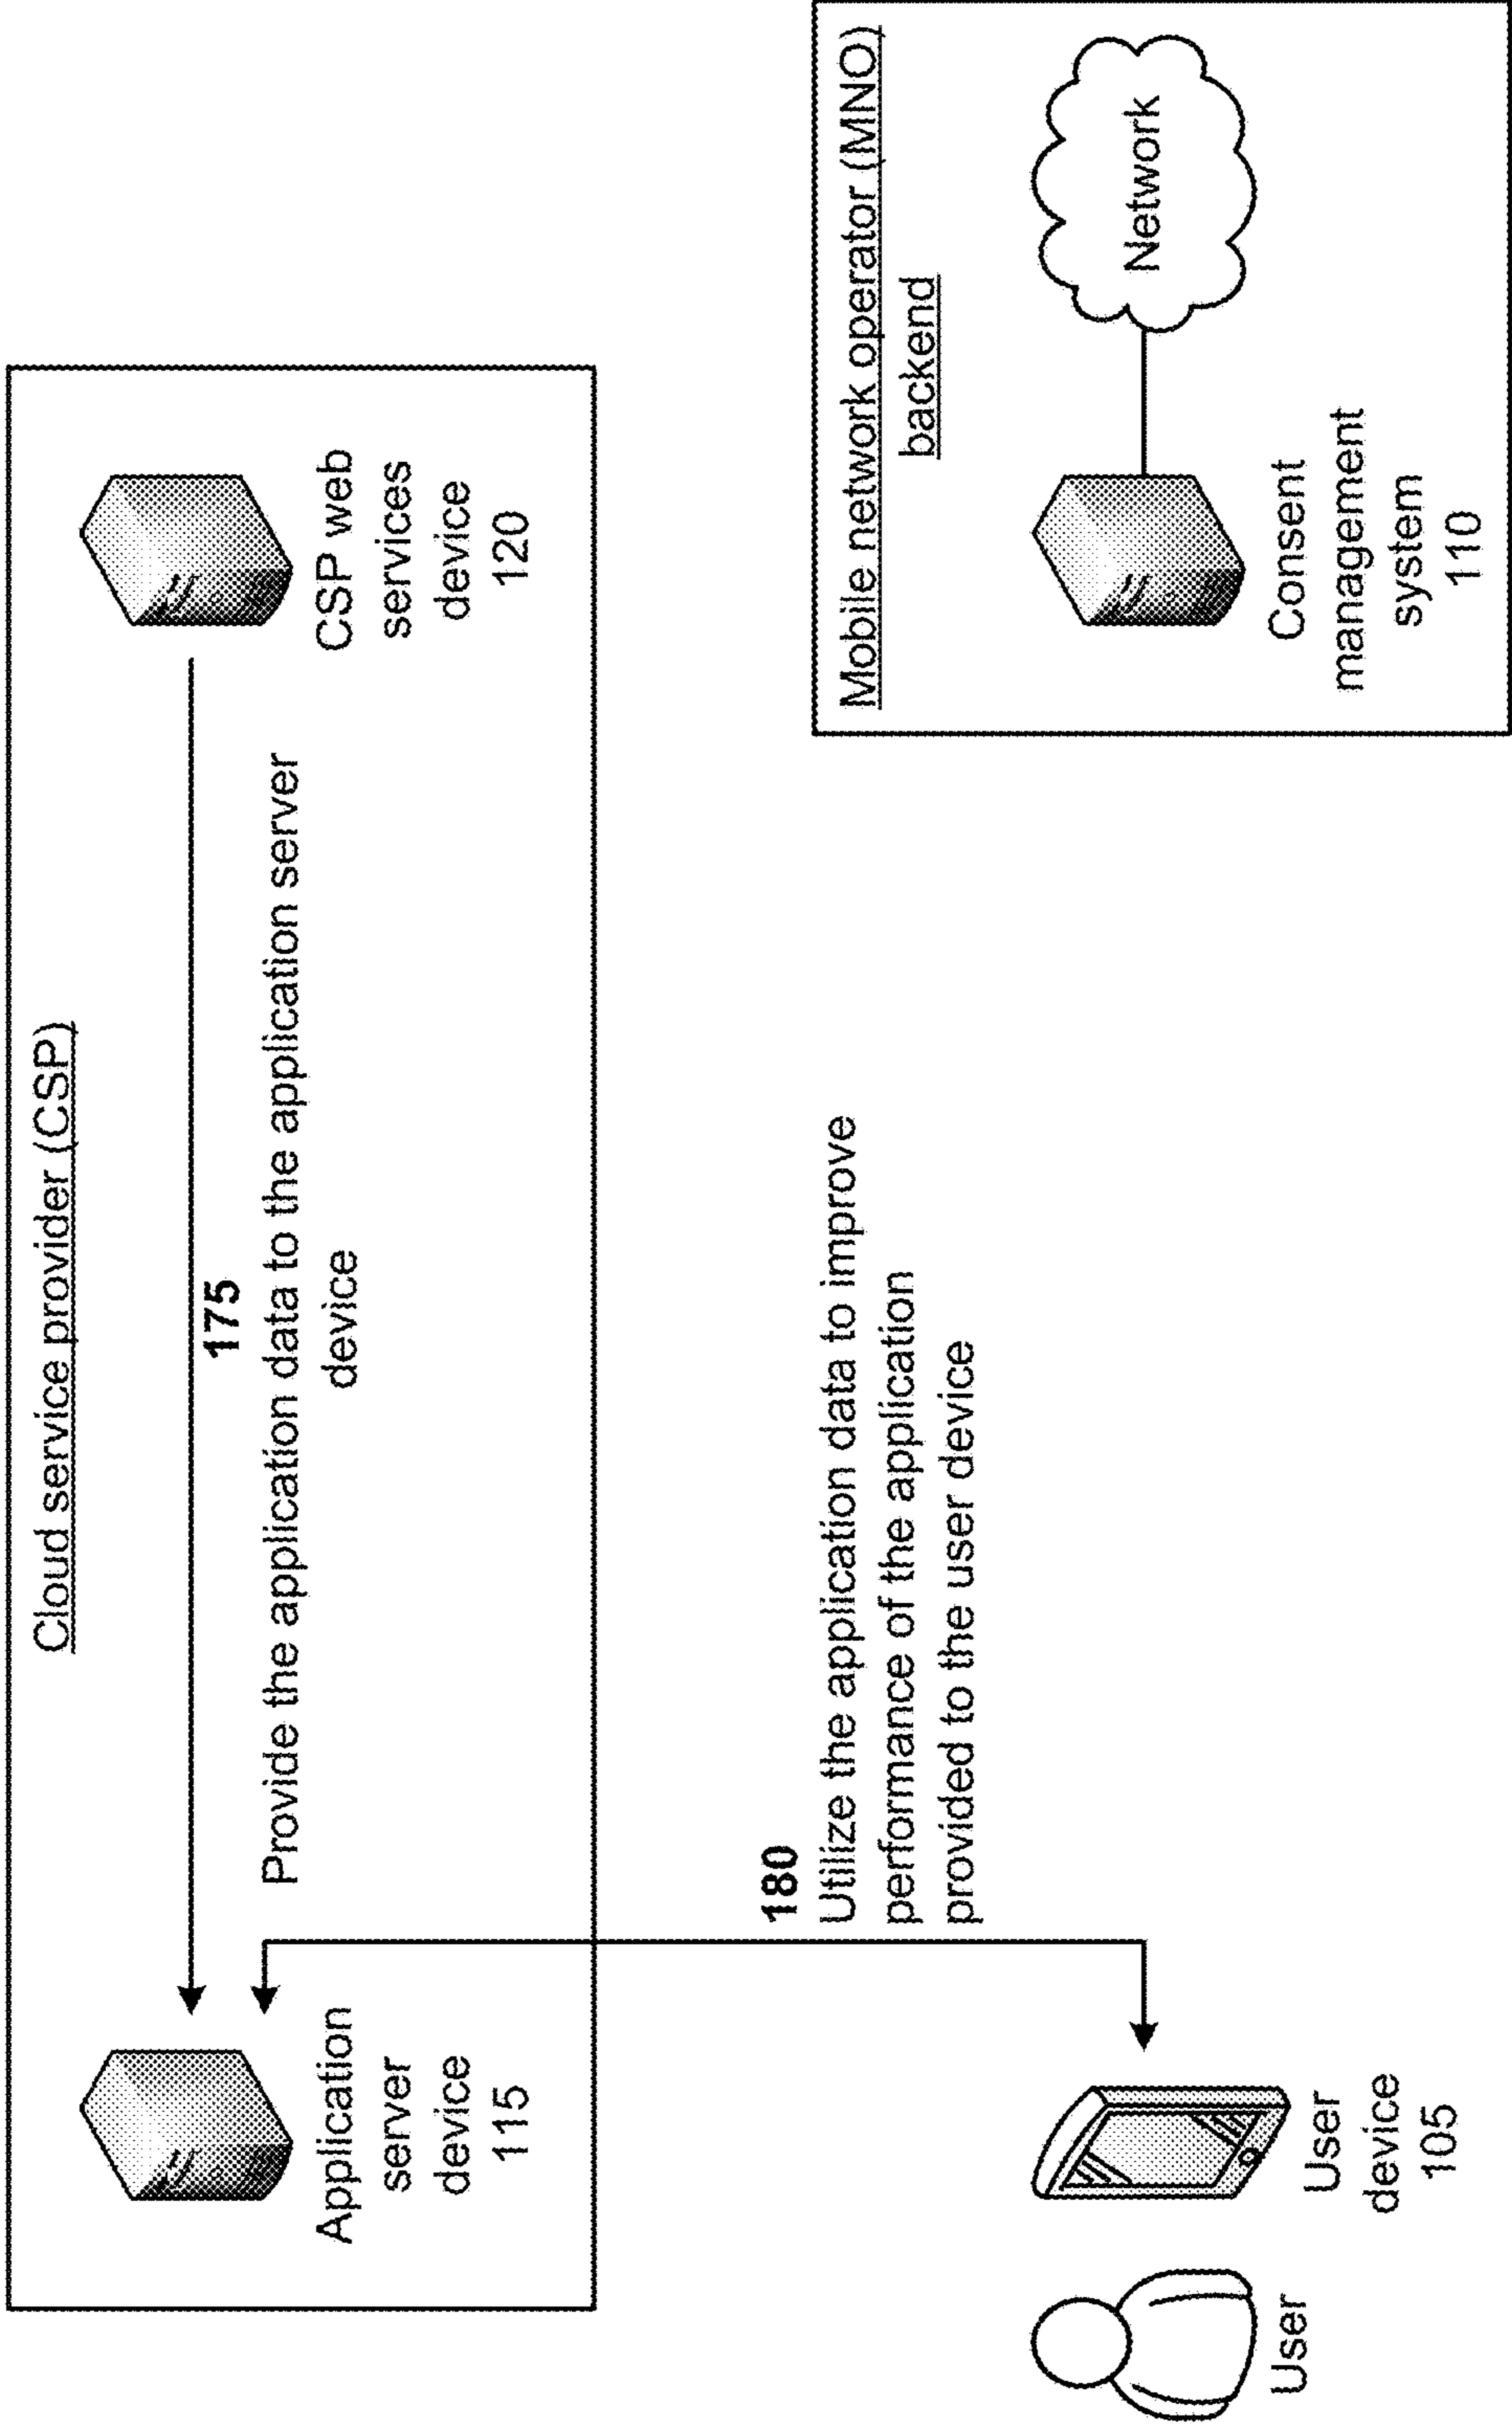 Cloud service provider (CSP)
Application
server
device
115
175
Provide the application data to the application server
device
CSP web
services
device
120
180
Utilize the application data to improve
performance of the application
provided to the user device
User
User
device
105
Mobile network operator (MNO)
backend
Consent
management
system
110
Network